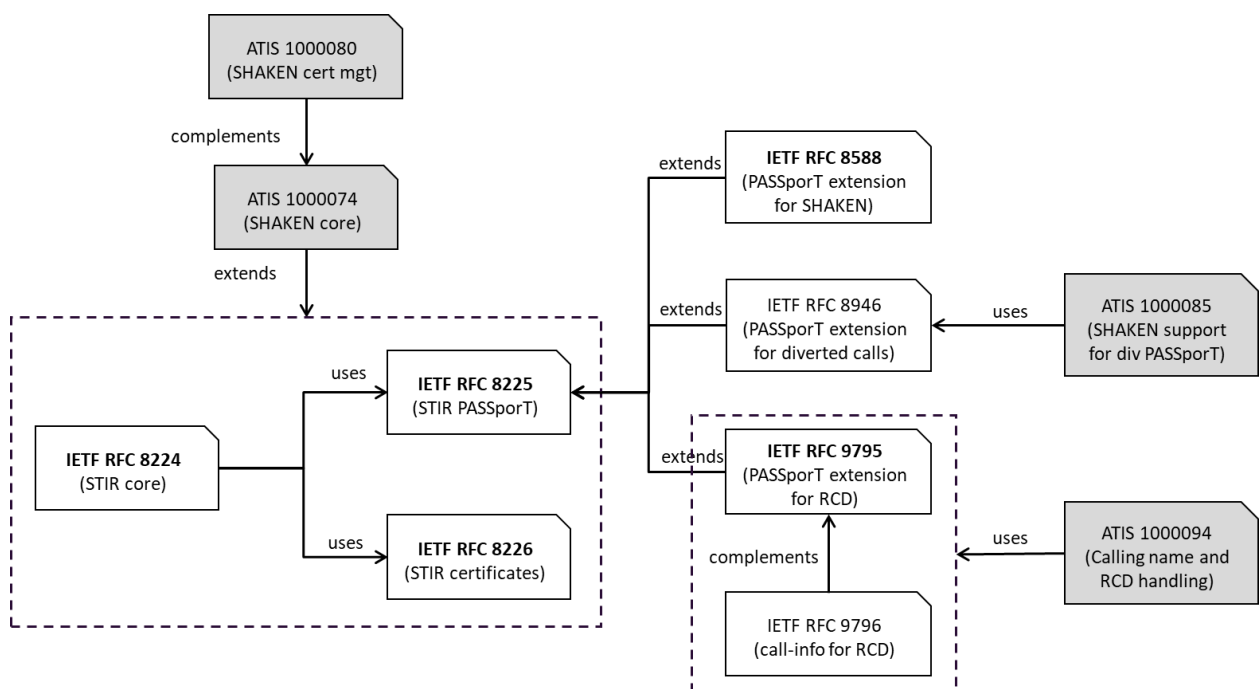 ATIS 1000080
(SHAKEN cert mgt)
complements
ATIS 1000074
(SHAKEN core)
extends
IETF RFC 8224
(STIR core)
uses
IETF RFC 8225
(STIR PASSporT)
uses
IETF RFC 8226
(STIR certificates)
extends
IETF RFC 8588
(PASSporT extension
for SHAKEN)
extends
IETF RFC 8946
(PASSporT extension
for diverted calls)
uses
ATIS 1000085
(SHAKEN support
for div PASSporT)
extends
IETF RFC 9795
(PASSporT extension
for RCD)
complements
IETF RFC 9796
(call-info for RCD)
uses
ATIS 1000094
(Calling name and
RCD handling)